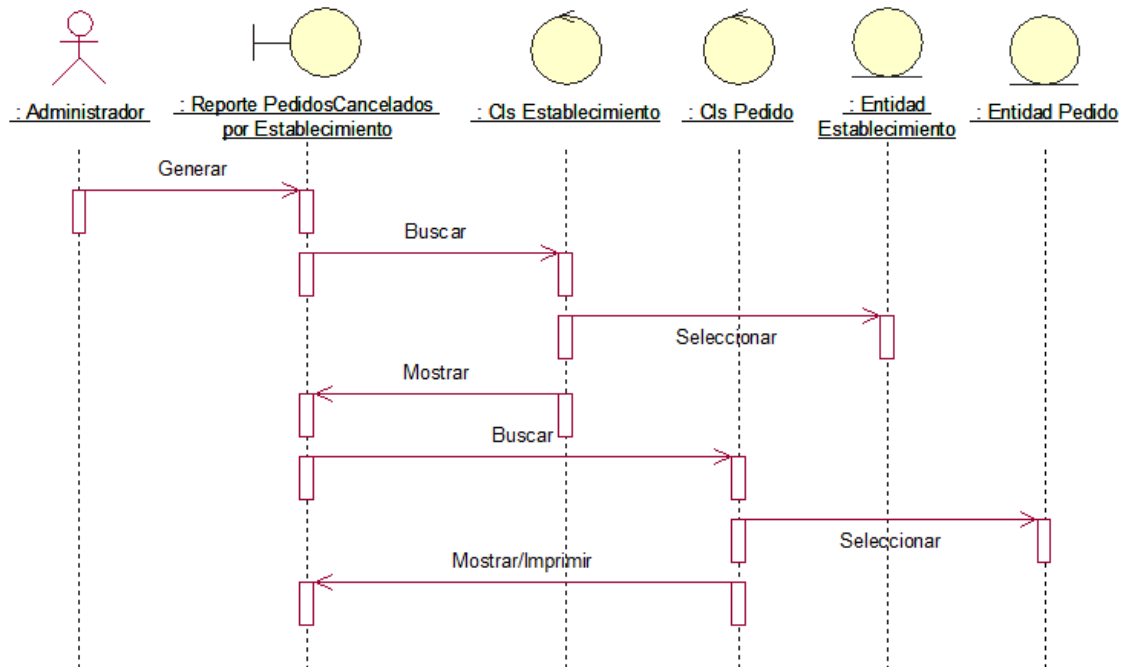 : Administrador
: Reporte PedidosCancelados
por Establecimiento
: Cls Establecimiento
: Cls Pedido
: Entidad
Establecimiento
: Entidad Pedido
Generar
Buscar
Seleccionar
Mostrar
Buscar
Seleccionar
Mostrar/Imprimir